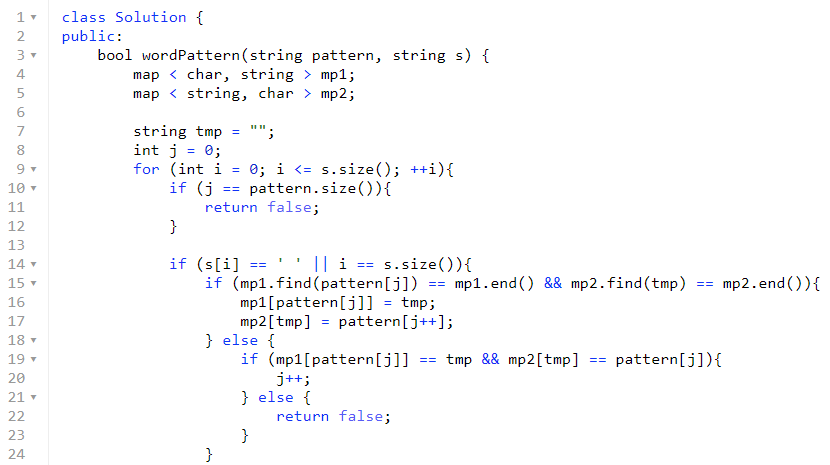 1 class Solution {
2 public:
3     bool wordPattern(string pattern, string s) {
4         map < char, string > mp1;
5         map < string, char > mp2;
6
7         string tmp = "";
8         int j = 0;
9         for (int i = 0; i <= s.size(); ++i){
10             if (j == pattern.size()){
11                 return false;
12             }
13
14             if (s[i] == ' ' || i == s.size()){
15                 if (mp1.find(pattern[j]) == mp1.end() && mp2.find(tmp) == mp2.end()){
16                     mp1[pattern[j]] = tmp;
17                     mp2[tmp] = pattern[j++];
18                 } else {
19                     if (mp1[pattern[j]] == tmp && mp2[tmp] == pattern[j]){
20                         j++;
21                     } else {
22                         return false;
23                     }
24                 }